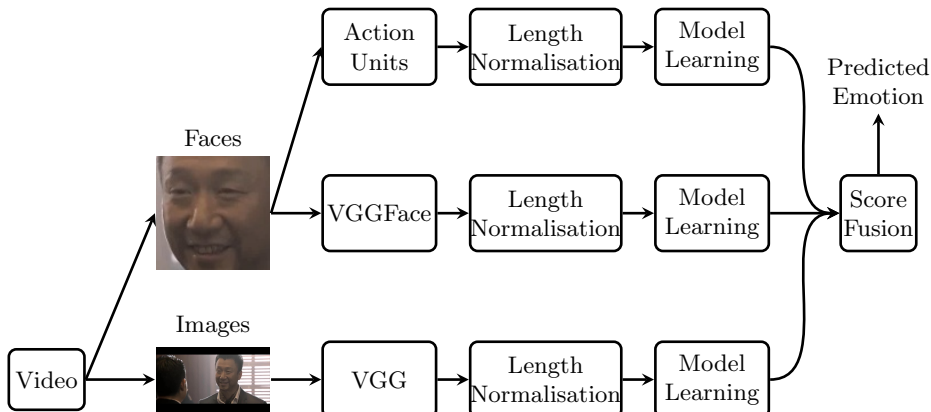 Action
Units
Length
Normalisation
Model
Learning
Predicted
Emotion
Faces
VGGFace
Length
Normalisation
Model
Learning
Score
Fusion
Images
Video
VGG
Length
Normalisation
Model
Learning